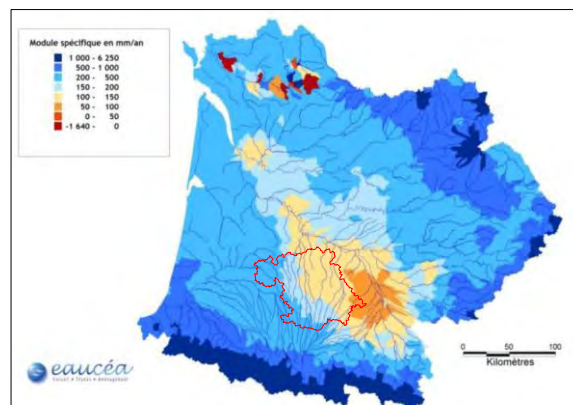 Module spécifique en mm/an
1 000 - 6 250
500 - 1 000
200 - 500
150 - 200
100 - 150
50 - 100
0 - 50
-1 640 - 0
eaucéa
0 50 100
Kilomètres